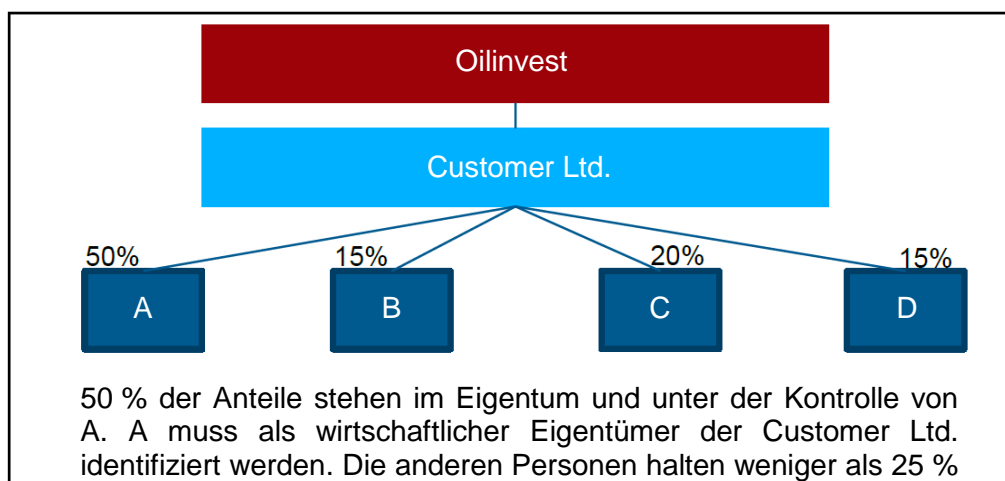 Oilinvest
Customer Ltd.
50% 15% 20% 15%
A B C D
50 % der Anteile stehen im Eigentum und unter der Kontrolle von
A. A muss als wirtschaftlicher Eigentümer der Customer Ltd.
identifiziert werden. Die anderen Personen halten weniger als 25 %